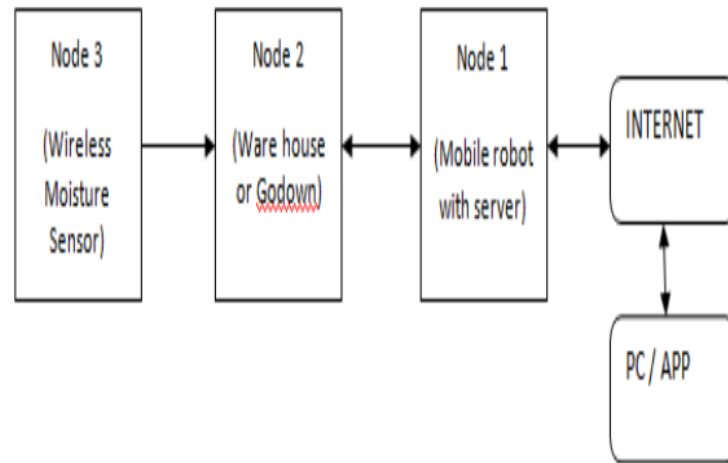 Node 3
(Wireless
Moisture
Sensor)
Node 2
(Ware house
or Godown)
Node 1
(Mobile robot
with server)
INTERNET
PC / APP